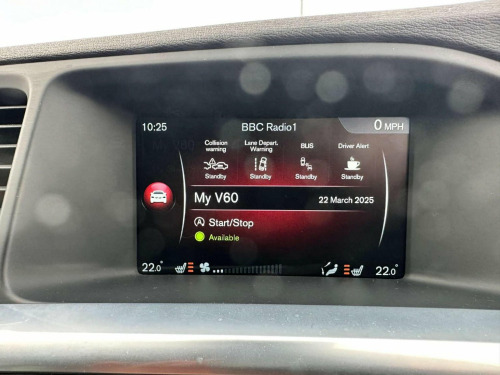 10:25 BBC Radio1 0 MPH
Collision warning
Lane Depart. Warning
BLIS
Driver Alert
Standby Standby Standby Standby
My V60 22 March 2025
A Start/Stop
Available
22.0° 22.0°